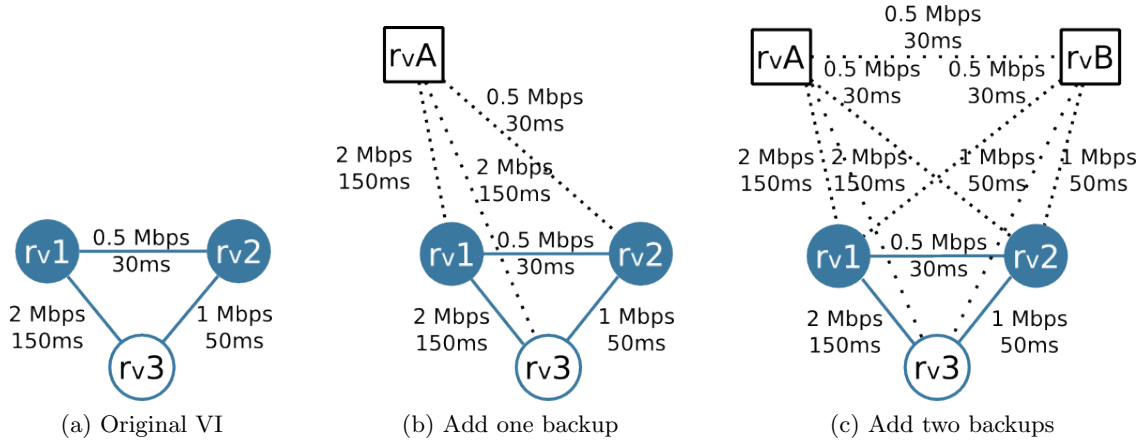 rvA
0.5 Mbps
30ms
2 Mbps
150ms
2 Mbps
150ms
rvA
rvB
0.5 Mbps
30ms
0.5 Mbps
30ms
0.5 Mbps
30ms
2 Mbps
150ms
2 Mbps
150ms
1 Mbps
50ms
1 Mbps
50ms
rv1
rv2
0.5 Mbps
30ms
2 Mbps
150ms
1 Mbps
50ms
rv3
rv1
rv2
0.5 Mbps
30ms
2 Mbps
150ms
1 Mbps
50ms
rv3
rv1
rv2
0.5 Mbps
30ms
2 Mbps
150ms
1 Mbps
50ms
rv3
(a) Original VI
(b) Add one backup
(c) Add two backups